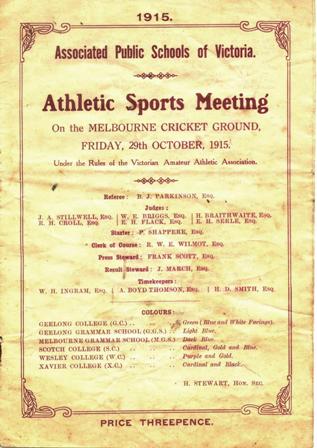 1915.
Associated Public Schools of Victoria.
Athletic Sports Meeting
On the MELBOURNE CRICKET GROUND,
FRIDAY, 29th OCTOBER, 1915.
Under the Rules of the Victorian Amateur Athletic Association.
Referee: B. J. PARKINSON, Esq.
Judges:
J. A. STILLWELL, Esq. | W. E. BRIGGS, Esq. | H. BRAITHWAITE, Esq.
R. H. CROLL, Esq. | E. H. FLACK, Esq. | E. H. SERLE, Esq.
Starter: P. SHAPPERE, Esq.
Clerk of Course: R. W. E. WILMOT, Esq.
Press Steward: FRANK SCOTT, Esq.
Result Steward: J. MARCH, Esq.
Timekeepers:
W. H. INGRAM, Esq. | A. BOYD THOMSON, Esq. | H. D. SMITH, Esq.
COLOURS:
GEELONG COLLEGE (G.C.) .. .. Green (Blue and White Facings).
GEELONG GRAMMAR SCHOOL (G.G.S.) .. Light Blue.
MELBOURNE GRAMMAR SCHOOL (M.G.S.) Dark Blue.
SCOTCH COLLEGE (S.C.) .. .. .. Cardinal, Gold and Blue.
WESLEY COLLEGE (W.C.) .. .. .. Purple and Gold.
XAVIER COLLEGE (X.C.) .. .. .. Cardinal and Black.
H. STEWART, Hon. Sec.
PRICE THREEPENCE.